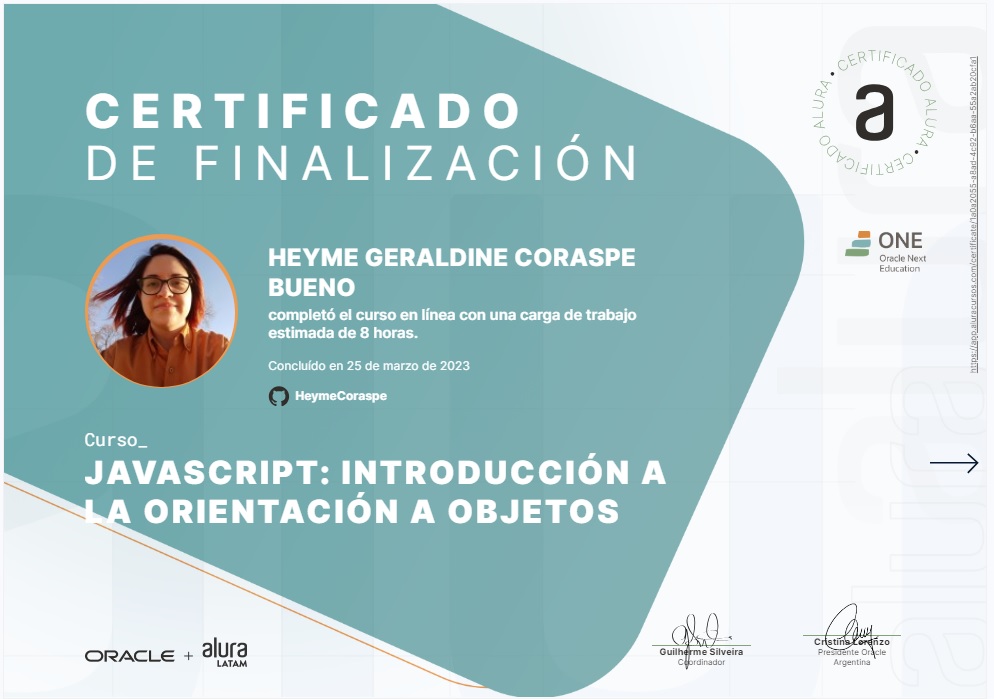 CERTIFICADO
DE FINALIZACIÓN
HEYME GERALDINE CORASPE
BUENO
completó el curso en línea con una carga de trabajo
estimada de 8 horas.
Concluído en 25 de marzo de 2023
HeymeCoraspe
Curso_
JAVASCRIPT: INTRODUCCIÓN A
LA ORIENTACIÓN A OBJETOS
ORACLE + alura
LATAM
Guilherme Silveira
Coordinador
Cristina Lorenzo
Presidente Oracle
Argentina
CERTIFICADO ALURA • CERTIFICADO ALURA •
a
ONE
Oracle Next
Education
alura